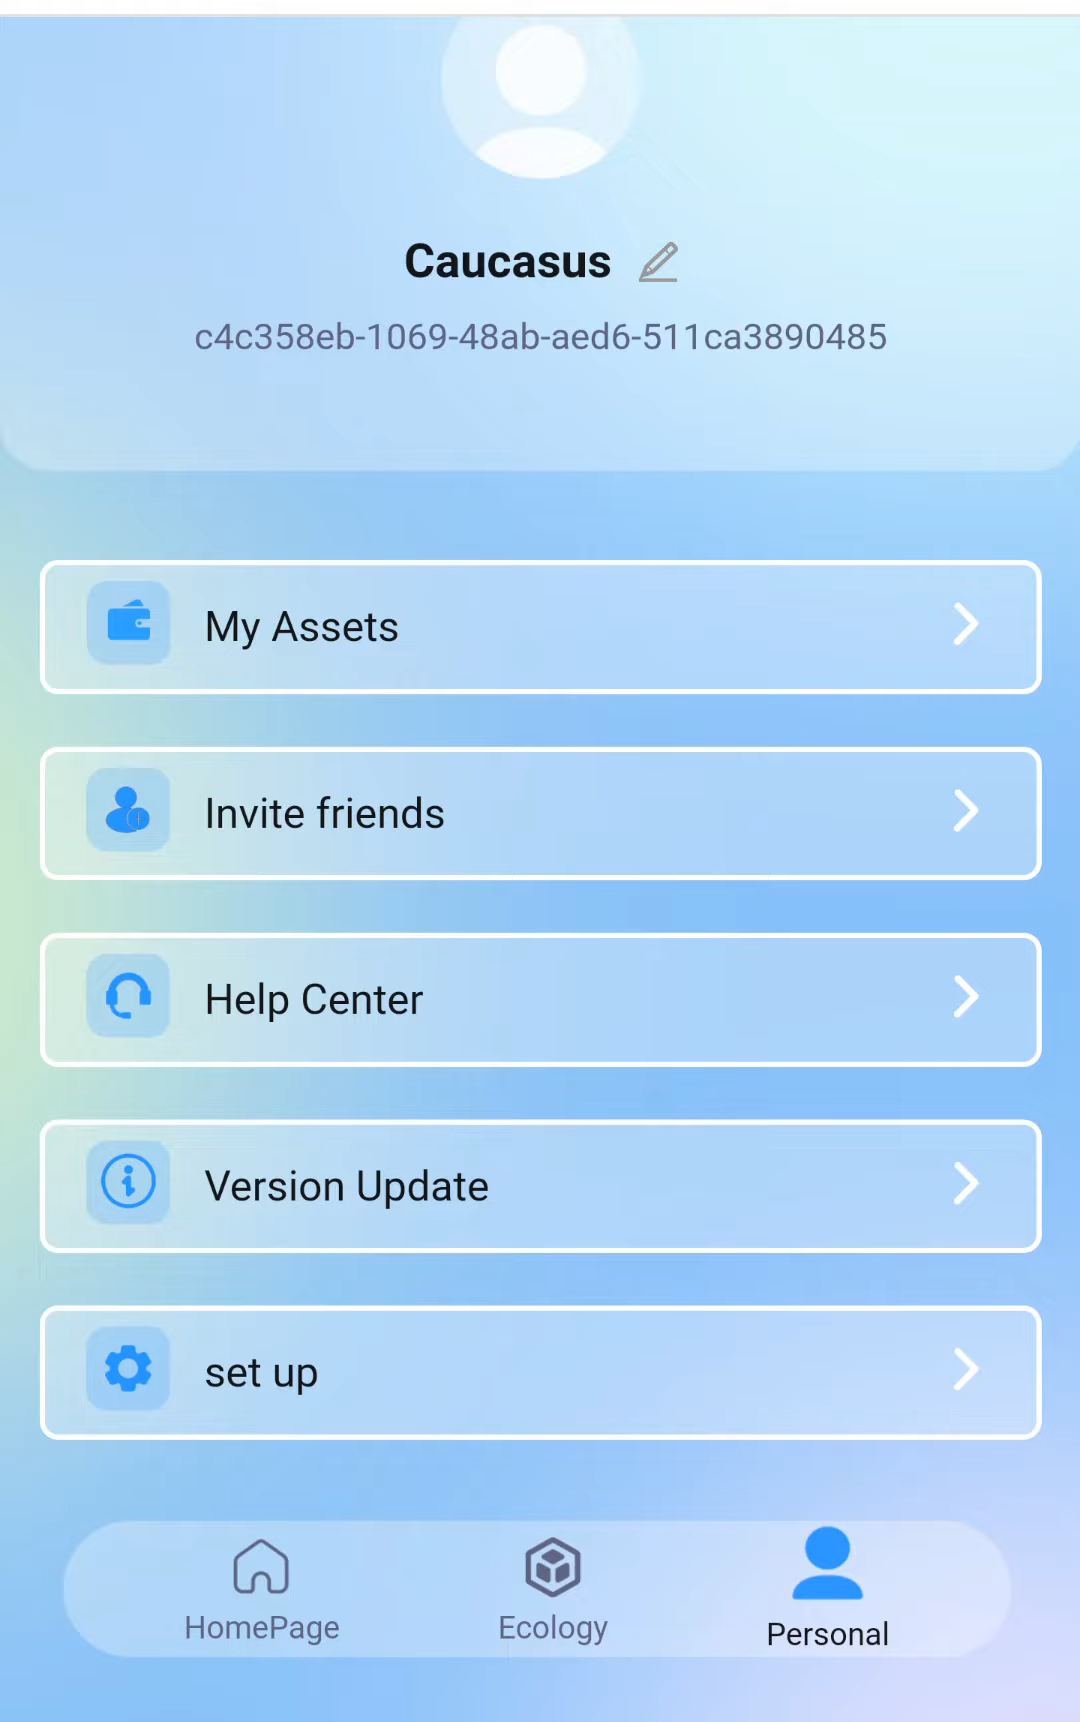 Caucasus
c4c358eb-1069-48ab-aed6-511ca3890485
My Assets
Invite friends
Help Center
Version Update
set up
HomePage
Ecology
Personal